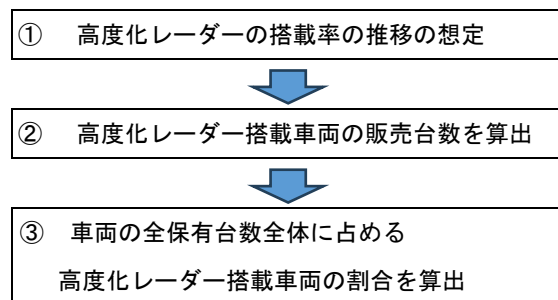 ① 高度化レーダーの搭載率の推移の想定
② 高度化レーダー搭載車両の販売台数を算出
③ 車両の全保有台数全体に占める
高度化レーダー搭載車両の割合を算出